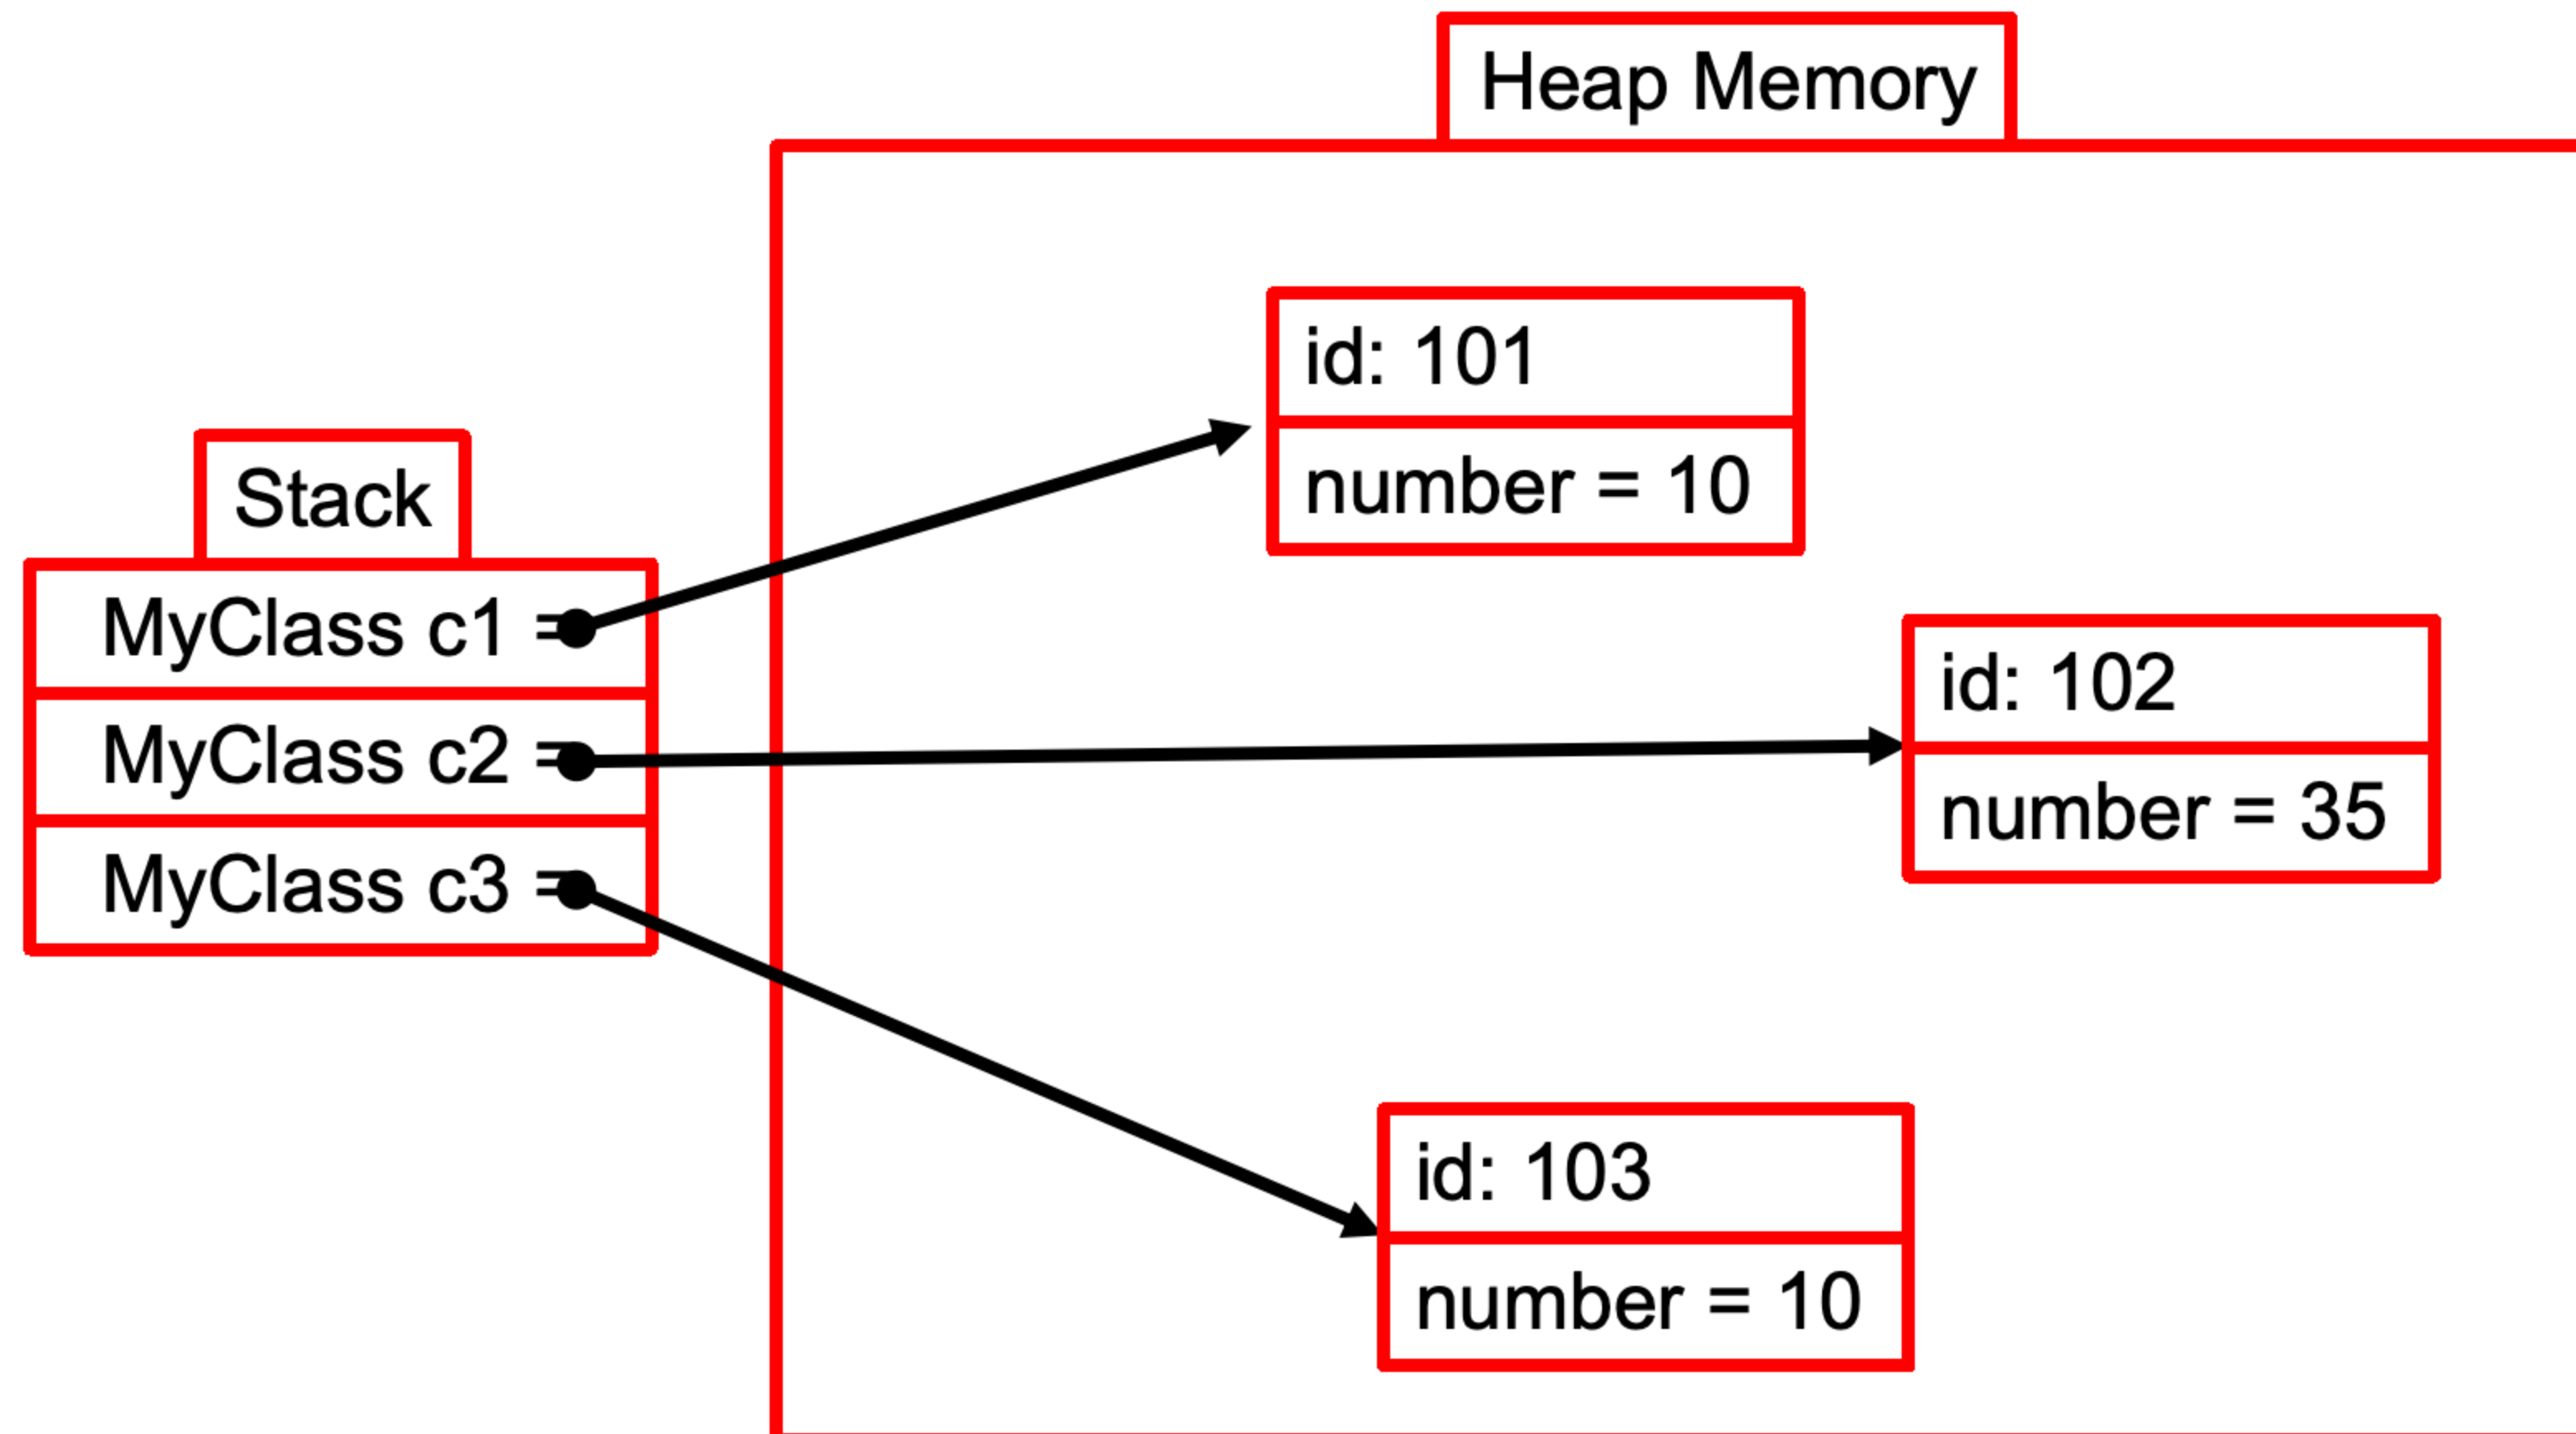 Heap Memory
id: 101
number = 10
Stack
MyClass c1 =
MyClass c2 =
MyClass c3 =
id: 102
number = 35
id: 103
number = 10